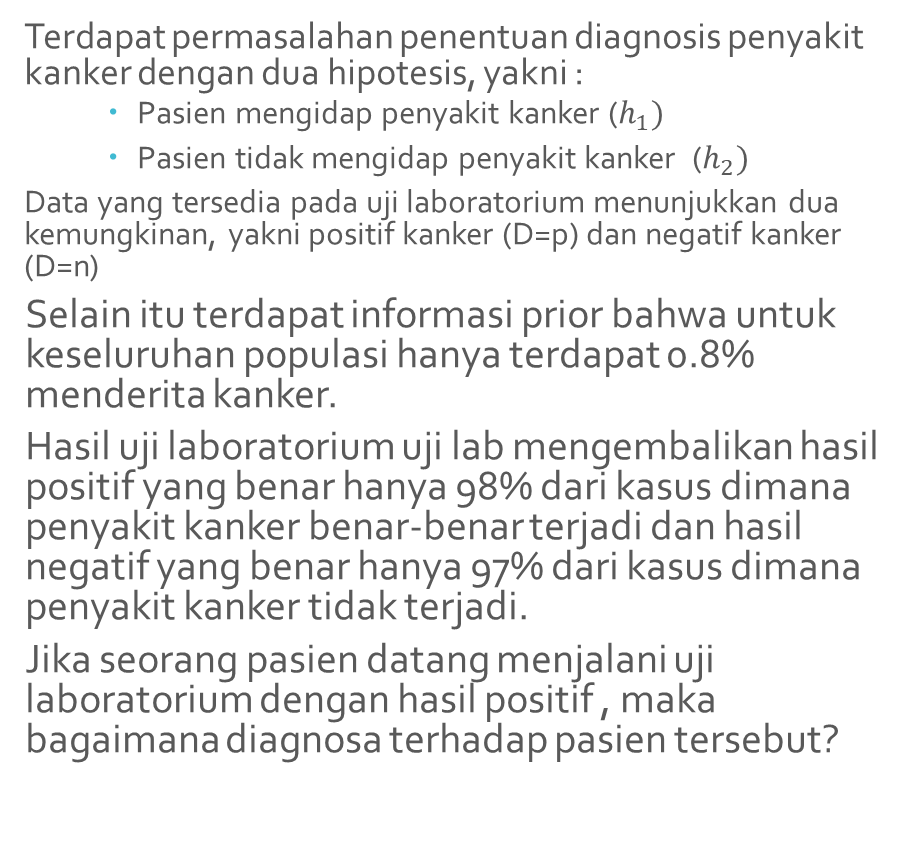 Terdapat permasalahan penentuan diagnosis penyakit
kanker dengan dua hipotesis, yakni :
• Pasien mengidap penyakit kanker (h₁)
• Pasien tidak mengidap penyakit kanker (h₂)
Data yang tersedia pada uji laboratorium menunjukkan dua
kemungkinan, yakni positif kanker (D=p) dan negatif kanker
(D=n)
Selain itu terdapat informasi prior bahwa untuk
keseluruhan populasi hanya terdapat 0.8%
menderita kanker.
Hasil uji laboratorium uji lab mengembalikan hasil
positif yang benar hanya 98% dari kasus dimana
penyakit kanker benar-benar terjadi dan hasil
negatif yang benar hanya 97% dari kasus dimana
penyakit kanker tidak terjadi.
Jika seorang pasien datang menjalani uji
laboratorium dengan hasil positif , maka
bagaimana diagnosa terhadap pasien tersebut?